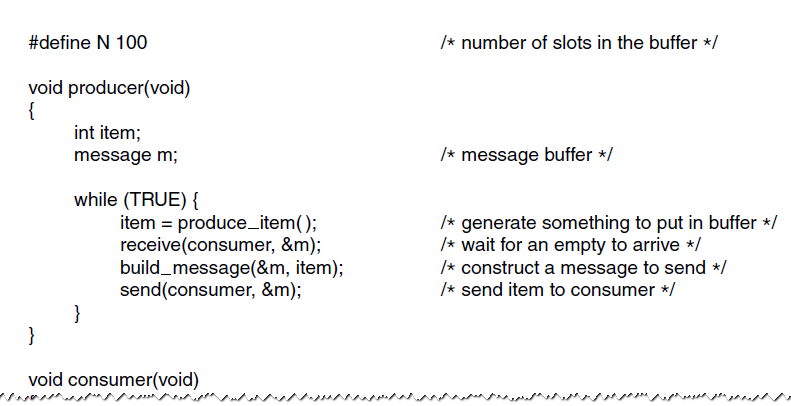 #define N 100 /* number of slots in the buffer */
void producer(void)
{
int item;
message m; /* message buffer */
while (TRUE) {
item = produce_item( ); /* generate something to put in buffer */
receive(consumer, &m); /* wait for an empty to arrive */
build_message(&m, item); /* construct a message to send */
send(consumer, &m); /* send item to consumer */
}
}
void consumer(void)